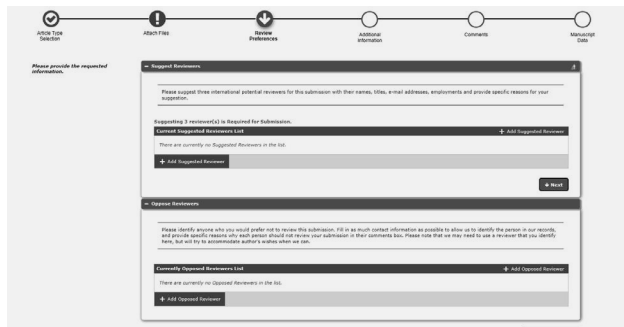 Article Type
Selection
Attach Files
Review
Preferences
Additional
Information
Comments
Manuscript
Data
Please provide the requested
information.
− Suggest Reviewers
Please suggest three international potential reviewers for this submission with their names, titles, e-mail addresses, employments and provide specific reasons for your
suggestion.
Suggesting 3 reviewer(s) is Required for Submission.
Current Suggested Reviewers List
+ Add Suggested Reviewer
There are currently no Suggested Reviewers in the list.
+ Add Suggested Reviewer
Next
− Oppose Reviewers
Please identify anyone who you would prefer not to review this submission. Fill in as much contact information as possible to allow us to identify the person in our records,
and provide specific reasons why each person should not review your submission in their comments box. Please note that we may need to use a reviewer that you identify
here, but will try to accommodate author's wishes when we can.
Currently Opposed Reviewers List
+ Add Opposed Reviewer
There are currently no Opposed Reviewers in the list.
+ Add Opposed Reviewer